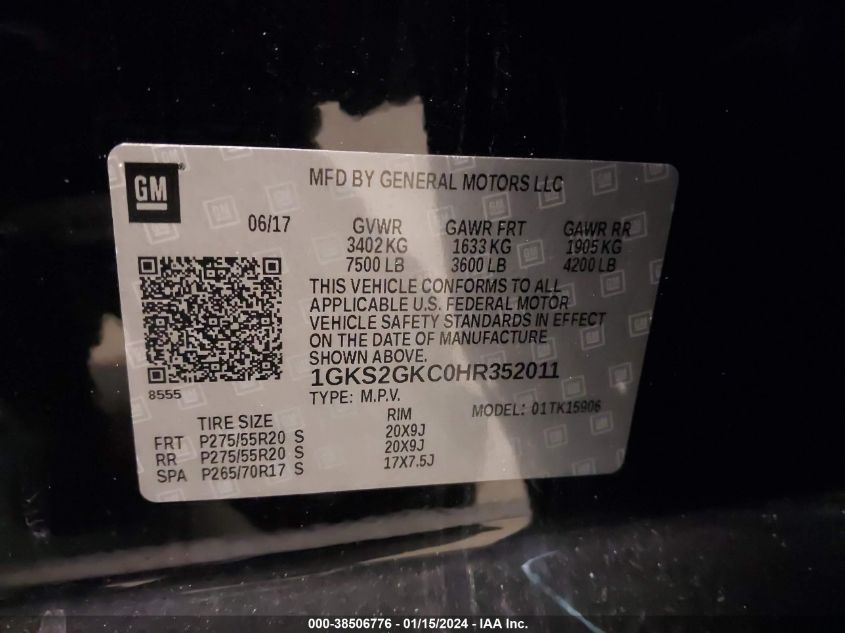 GM
MFD BY GENERAL MOTORS LLC
06/17 GVWR GAWR FRT GAWR RR
3402 KG 1633 KG 1905 KG
7500 LB 3600 LB 4200 LB
THIS VEHICLE CONFORMS TO ALL
APPLICABLE U.S. FEDERAL MOTOR
VEHICLE SAFETY STANDARDS IN EFFECT
ON THE DATE OF MANUFACTURE
SHOWN ABOVE.
1GKS2GKC0HR352011
8555
TYPE: M.P.V. MODEL: 01TK15906
TIRE SIZE RIM
FRT P275/55R20 S 20X9J
RR P275/55R20 S 20X9J
SPA P265/70R17 S 17X7.5J
000-38506776 - 01/15/2024 - IAA Inc.